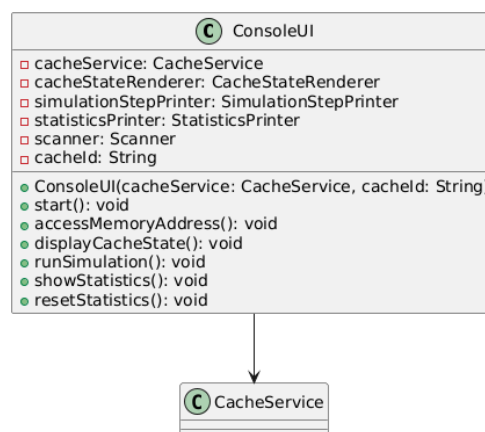 C ConsoleUI
cacheService: CacheService
cacheStateRenderer: CacheStateRenderer
simulationStepPrinter: SimulationStepPrinter
statisticsPrinter: StatisticsPrinter
scanner: Scanner
cacheId: String
ConsoleUI(cacheService: CacheService, cacheId: String)
start(): void
accessMemoryAddress(): void
displayCacheState(): void
runSimulation(): void
showStatistics(): void
resetStatistics(): void
C CacheService